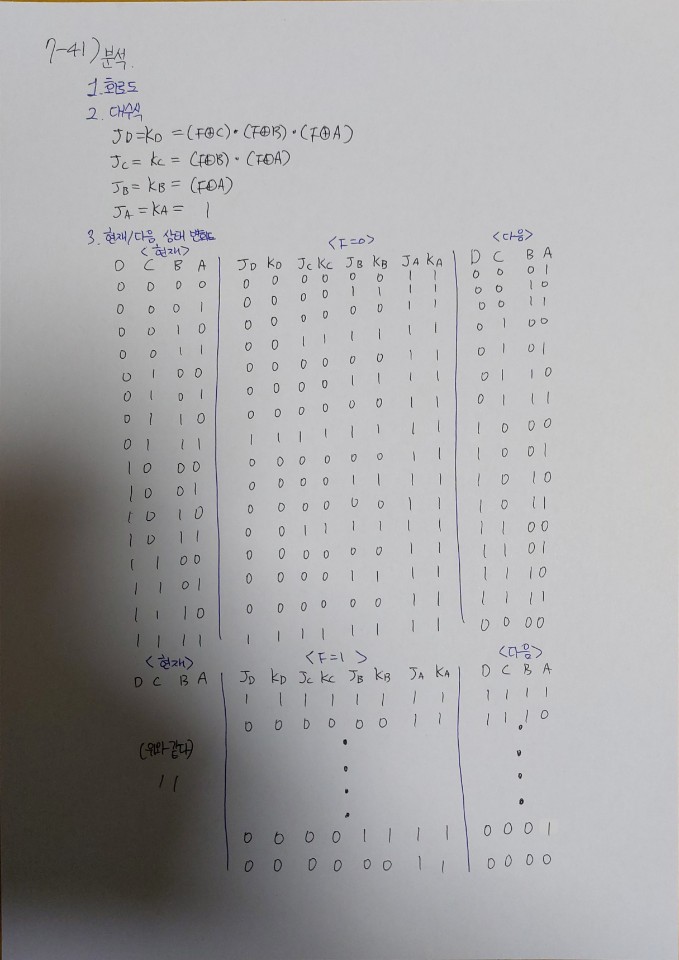 7-41) 분석.
1. 회로도
2. 대수식
J_D=K_D = (F⊕C)·(F⊕B)·(F⊕A)
J_C = K_C = (F⊕B)·(F⊕A)
J_B = K_B = (F⊕A)
J_A = K_A = 1
3. 현재/다음 상태 변화도
<현재> <F=0> <다음>
D C B A J_D K_D J_C K_C J_B K_B J_A K_A D C B A
0 0 0 0 0 0 0 0 0 0 1 1 0 0 0 1
0 0 0 1 0 0 0 0 1 1 1 1 0 0 1 0
0 0 1 0 0 0 0 0 0 0 1 1 0 0 1 1
0 0 1 1 0 0 1 1 1 1 1 1 0 1 0 0
0 1 0 0 0 0 0 0 0 0 1 1 0 1 0 1
0 1 0 1 0 0 0 0 1 1 1 1 0 1 1 0
0 1 1 0 0 0 0 0 0 0 1 1 0 1 1 1
0 1 1 1 1 1 1 1 1 1 1 1 1 0 0 0
1 0 0 0 0 0 0 0 0 0 1 1 1 0 0 1
1 0 0 1 0 0 0 0 1 1 1 1 1 0 1 0
1 0 1 0 0 0 0 0 0 0 1 1 1 0 1 1
1 0 1 1 0 0 1 1 1 1 1 1 1 1 0 0
1 1 0 0 0 0 0 0 0 0 1 1 1 1 0 1
1 1 0 1 0 0 0 0 1 1 1 1 1 1 1 0
1 1 1 0 0 0 0 0 0 0 1 1 1 1 1 1
1 1 1 1 1 1 1 1 1 1 1 1 0 0 0 0
<현재> <F=1> <다음>
D C B A J_D K_D J_C K_C J_B K_B J_A K_A D C B A
1 1 1 1 1 1 1 1 1 1 1 1
0 0 0 0 0 0 1 1 1 1 1 0
(위와 같다)
11
0 0 0 0 1 1 1 1 0 0 0 1
0 0 0 0 0 0 1 1 0 0 0 0